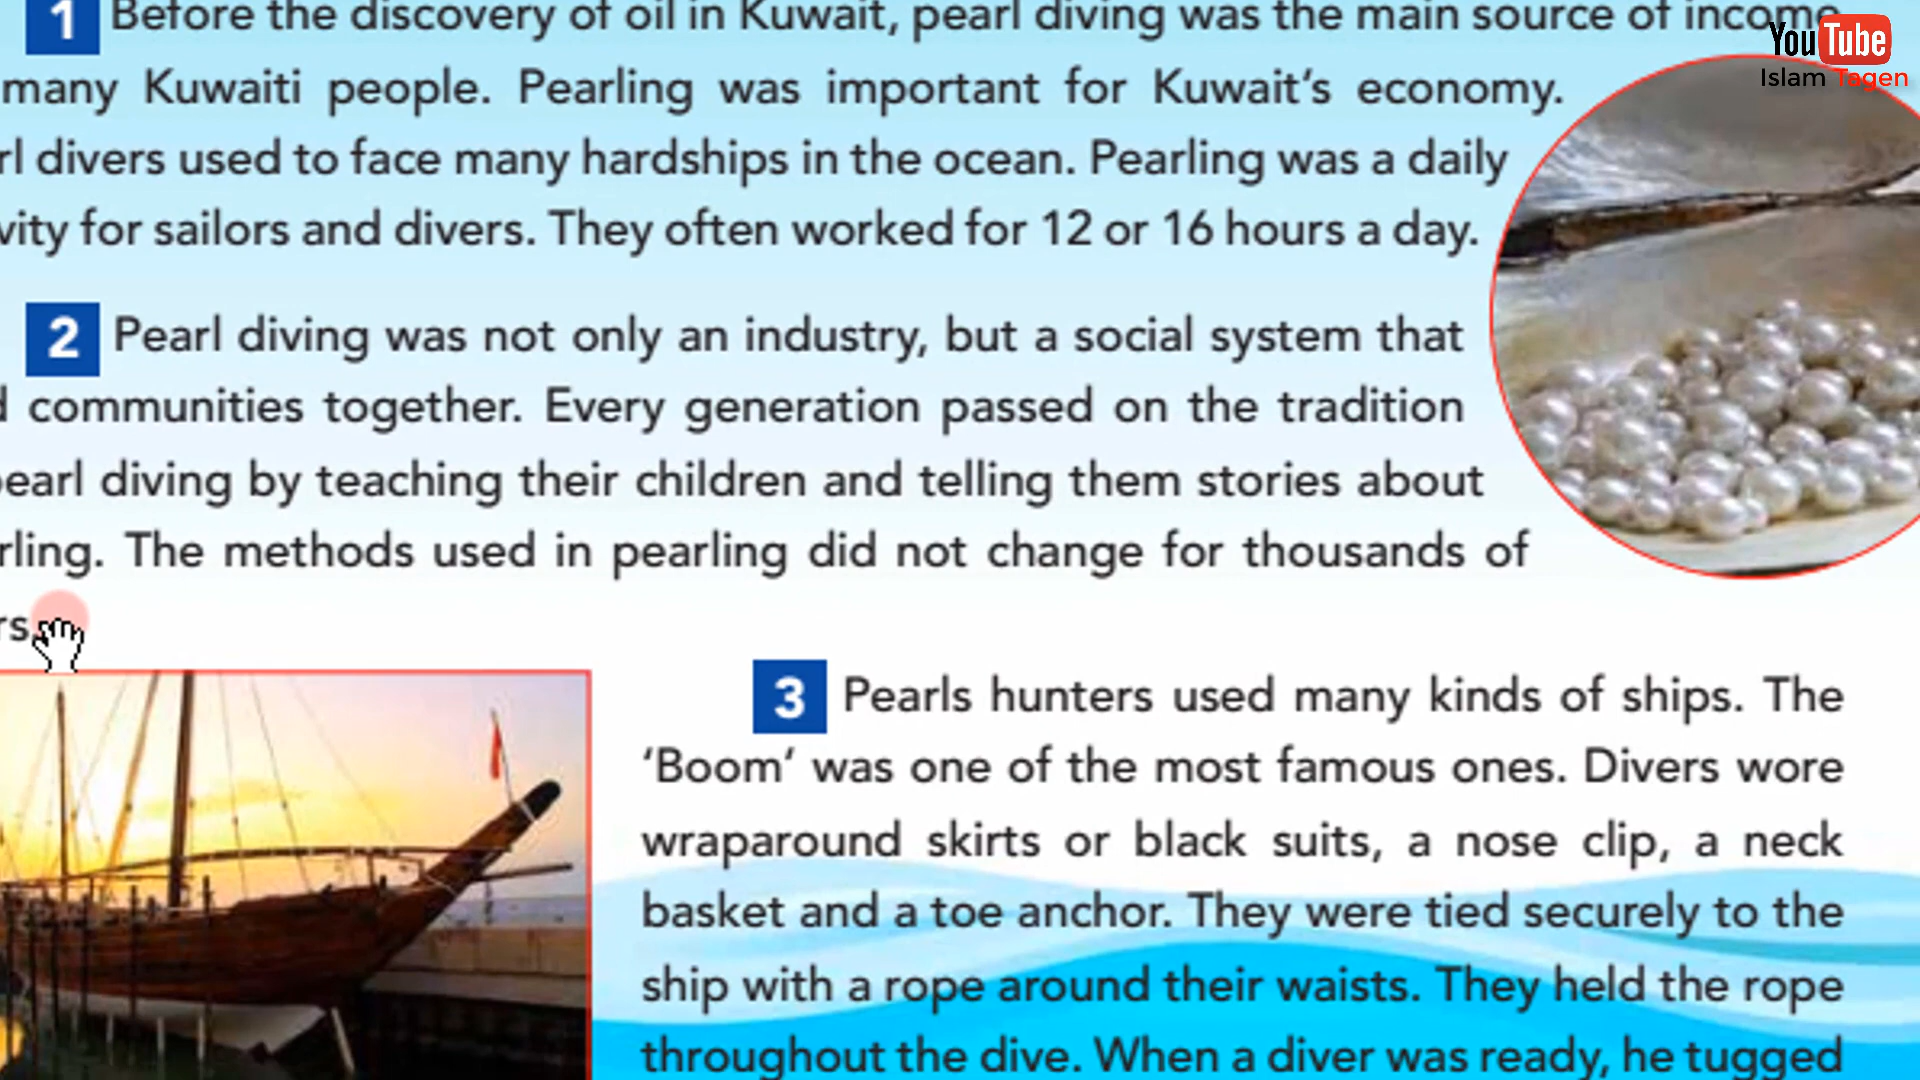 1 Before the discovery of oil in Kuwait, pearl diving was the main source of income
many Kuwaiti people. Pearling was important for Kuwait's economy.
rl divers used to face many hardships in the ocean. Pearling was a daily
vity for sailors and divers. They often worked for 12 or 16 hours a day.
2 Pearl diving was not only an industry, but a social system that
d communities together. Every generation passed on the tradition
pearl diving by teaching their children and telling them stories about
rling. The methods used in pearling did not change for thousands of
rs.
3 Pearls hunters used many kinds of ships. The
‘Boom’ was one of the most famous ones. Divers wore
wraparound skirts or black suits, a nose clip, a neck
basket and a toe anchor. They were tied securely to the
ship with a rope around their waists. They held the rope
throughout the dive. When a diver was ready, he tugged
YouTube
Islam Tagen